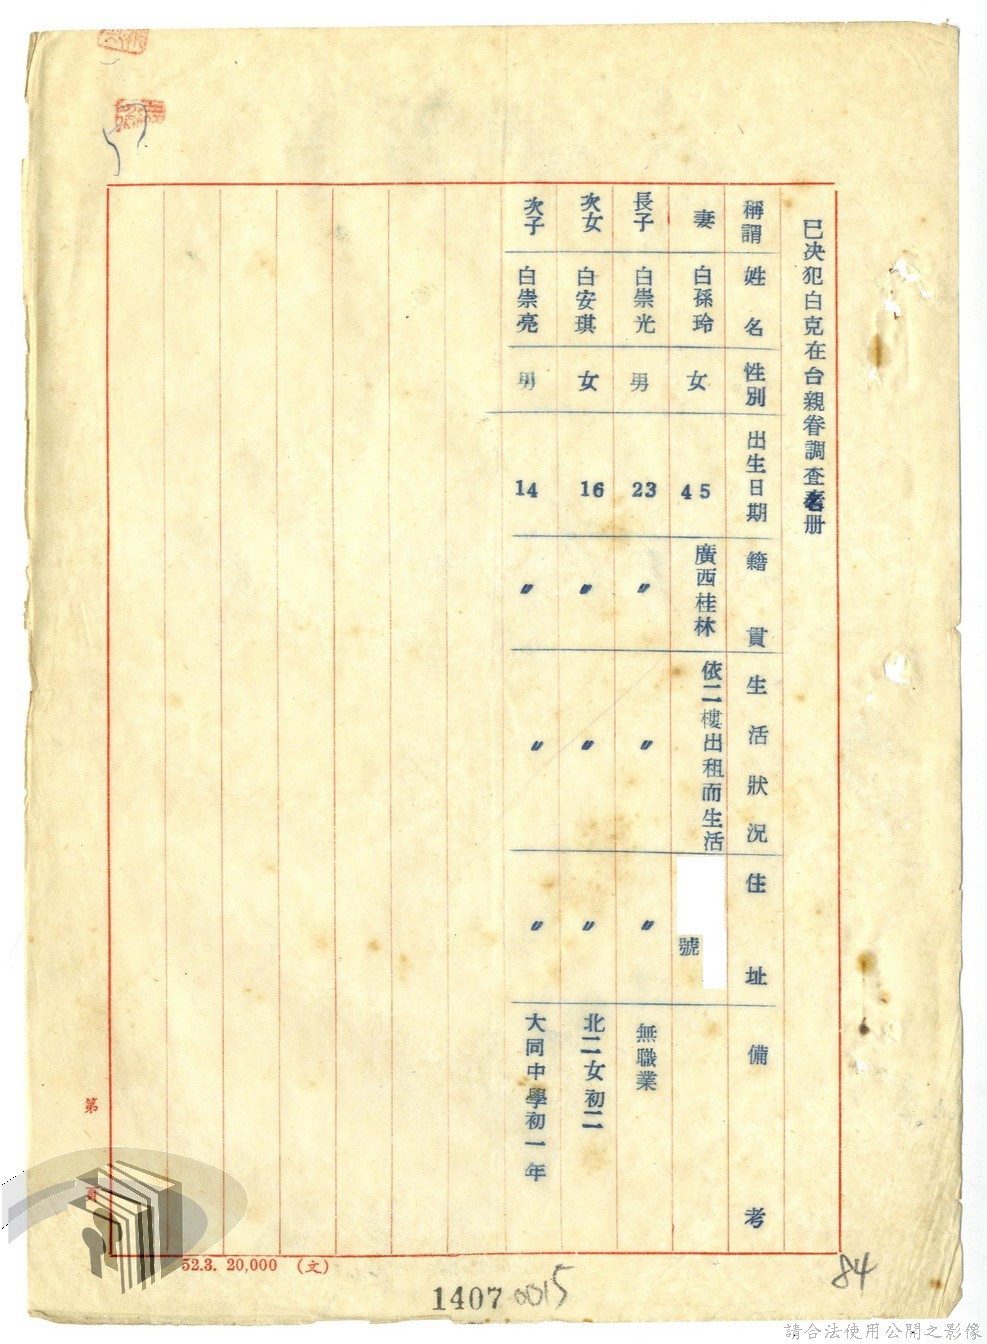 已决犯白克在台親眷調查名册
稱謂 姓名 性別 出生日期 籍貫 生活狀况 住址 備考
妻 白孫玲 女 45 廣西桂林 依二樓出租而生活 號
長子 白崇光 男 23 〃 〃 〃 無職業
次女 白安琪 女 16 〃 〃 〃 北二女初二
次子 白崇亮 男 14 〃 〃 〃 大同中學初一年
第
頁
52.3. 20,000 (文)
1407 0015
84
請合法使用公開之影像